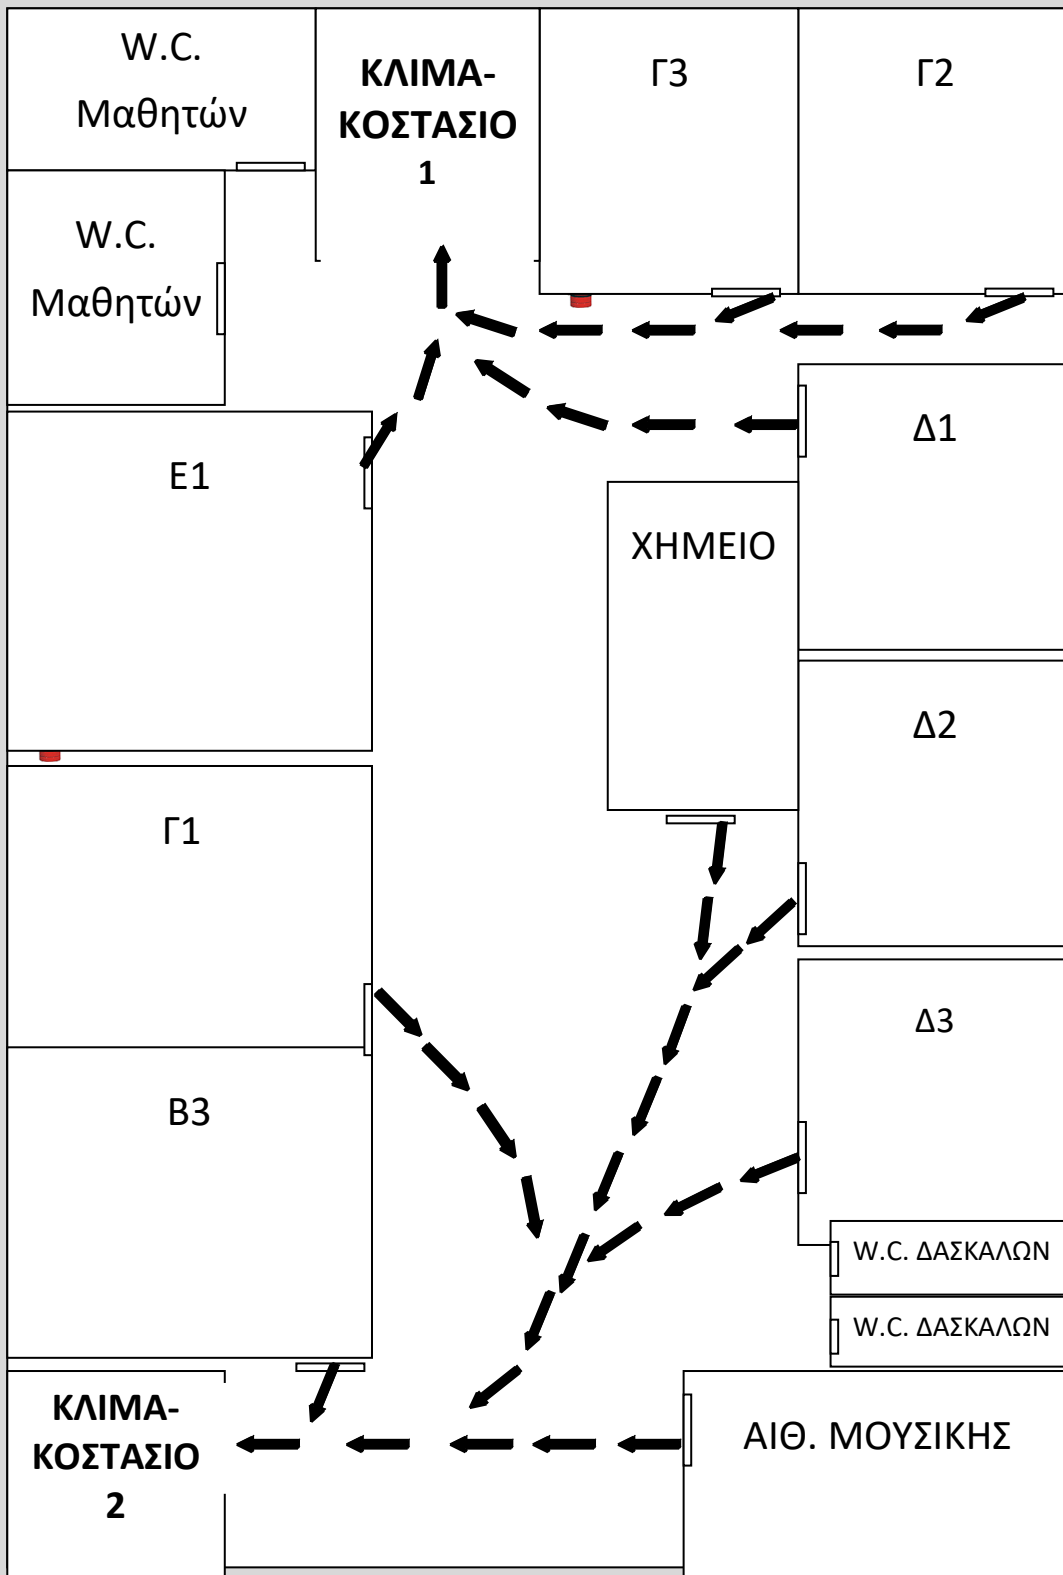 W.C.
Μαθητών
ΚΛΙΜΑ-
ΚΟΣΤΑΣΙΟ
1
Γ3
Γ2
W.C.
Μαθητών
Ε1
Δ1
ΧΗΜΕΙΟ
Δ2
Γ1
Δ3
Β3
W.C. ΔΑΣΚΑΛΩΝ
W.C. ΔΑΣΚΑΛΩΝ
ΚΛΙΜΑ-
ΚΟΣΤΑΣΙΟ
2
ΑΙΘ. ΜΟΥΣΙΚΗΣ